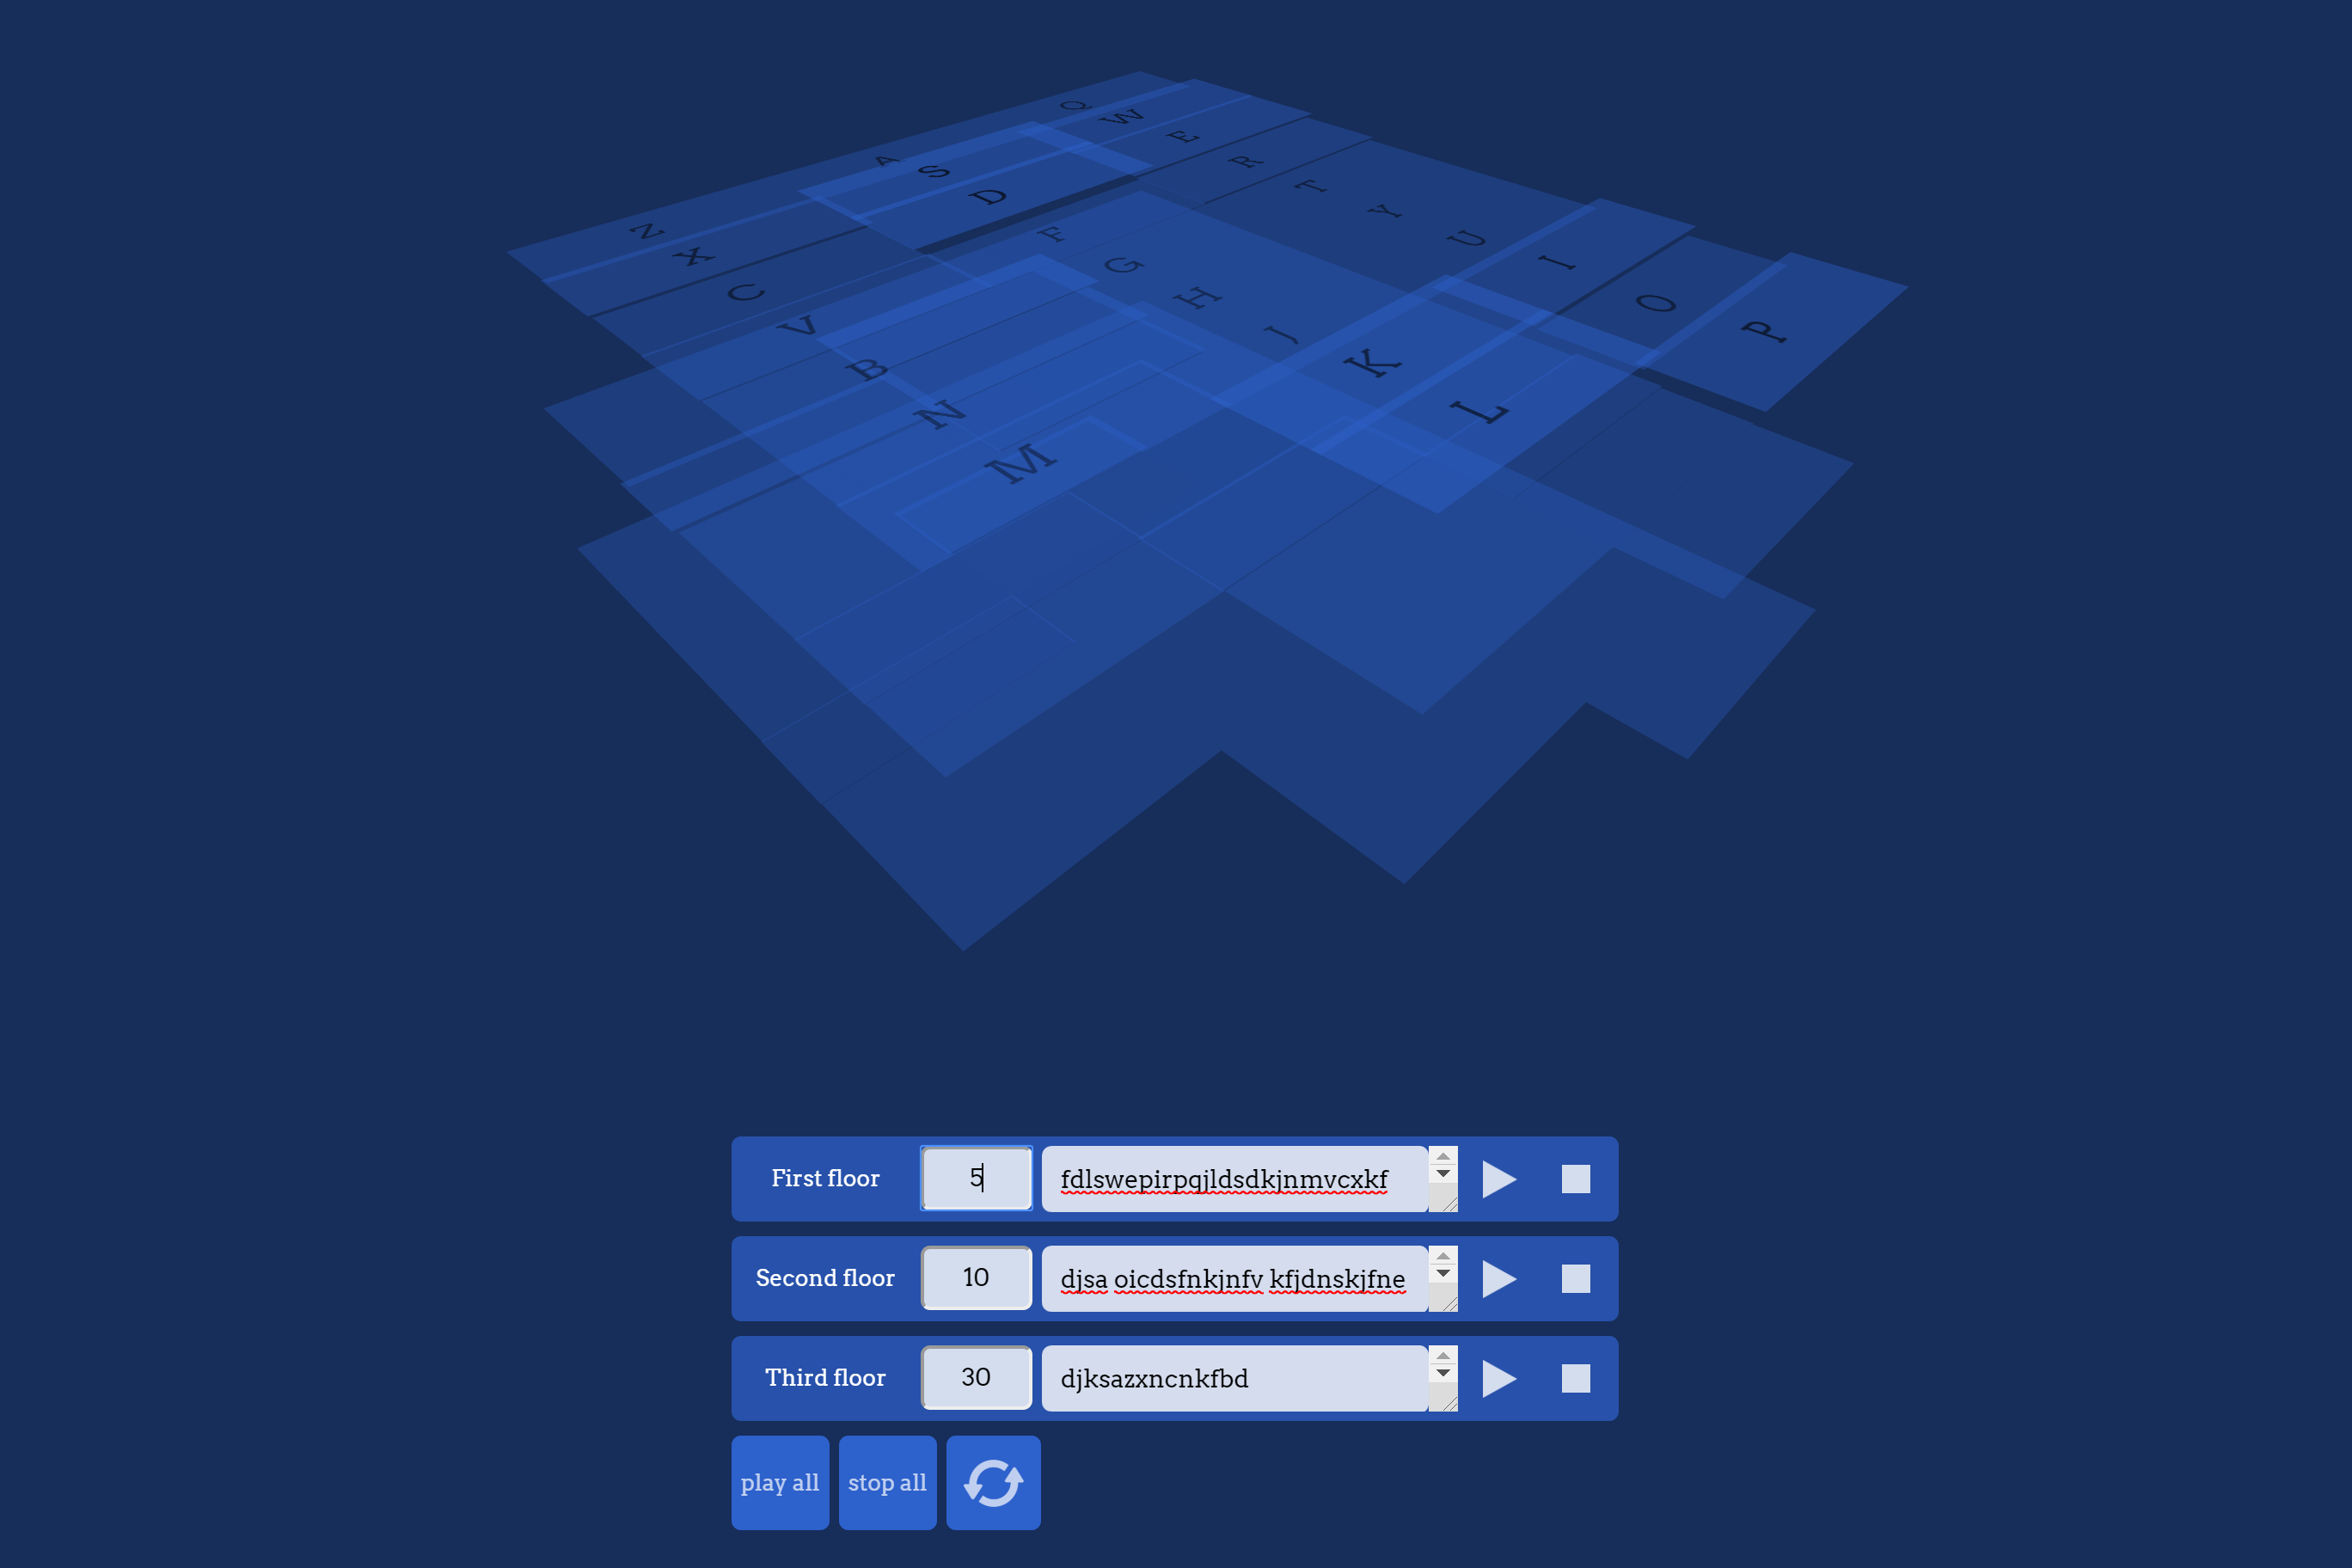 Q W E R T Y U I O P
A S D F G H J K L
Z X C V B N M
First floor 5 fdlswepirpqjldsdkjnmvcxkf
Second floor 10 djsa oicdsfnkjnfv kfjdnskjfne
Third floor 30 djksazxncnkfbd
play all stop all